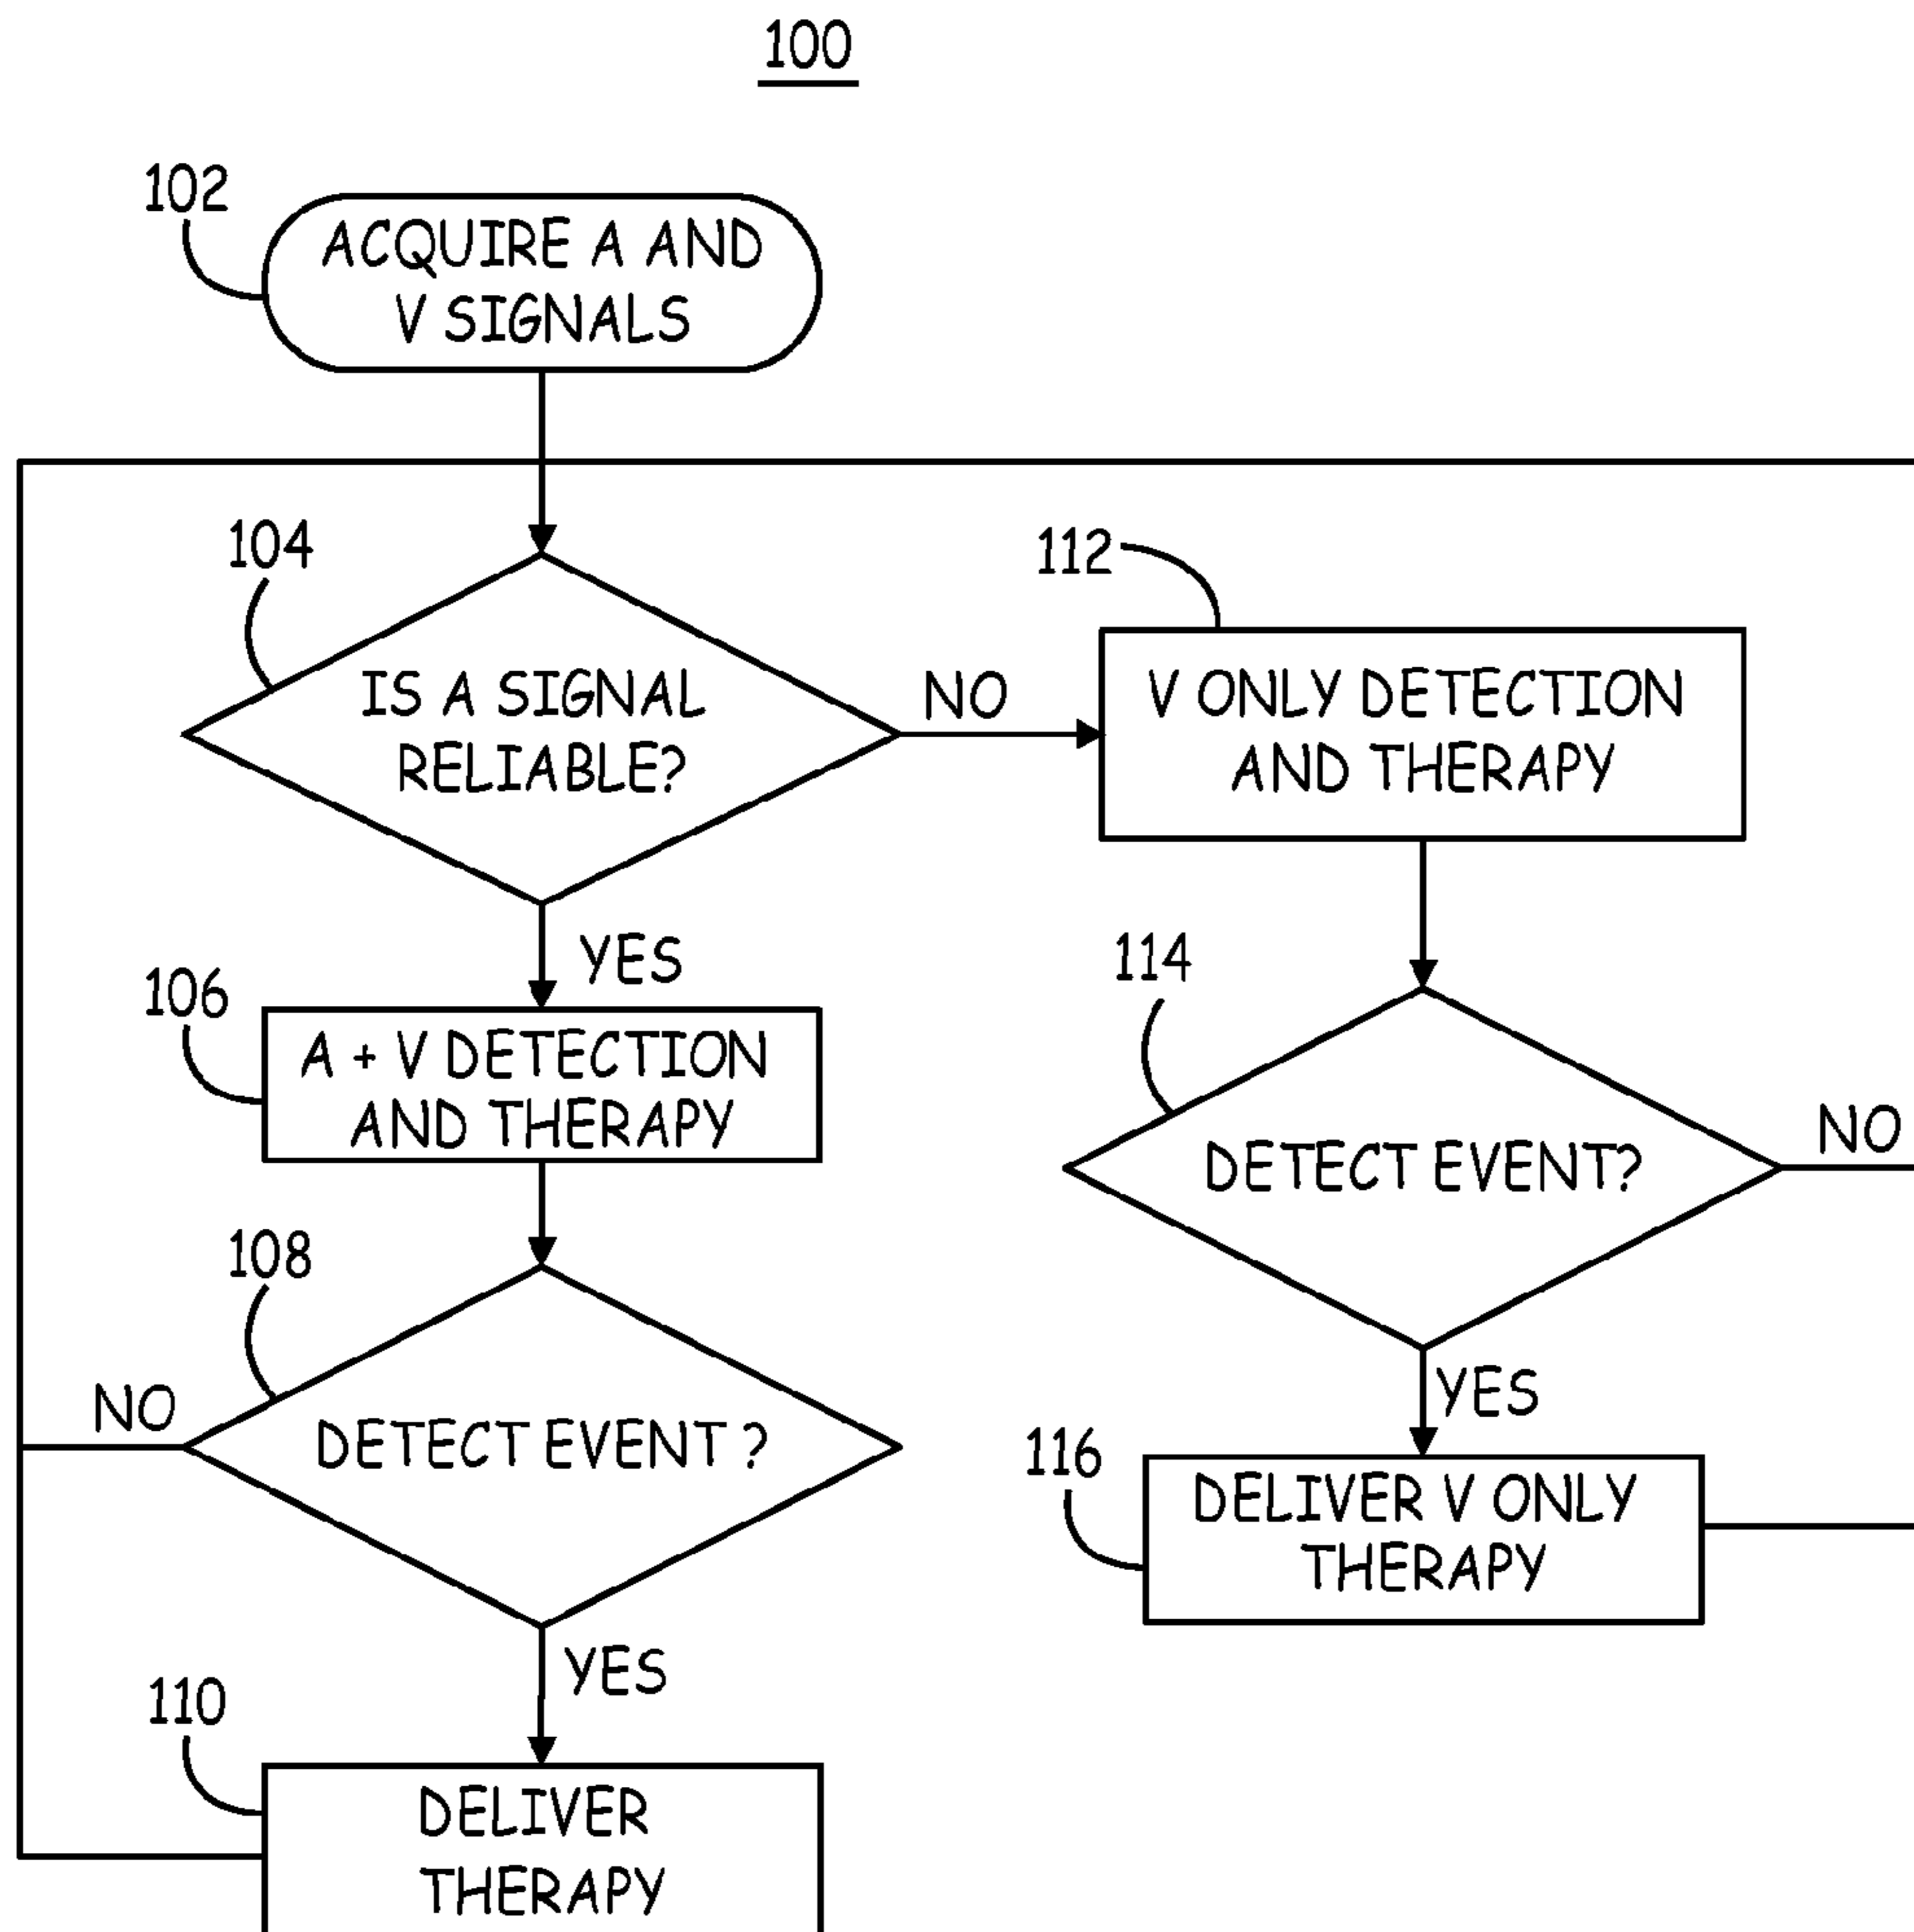 100
102
ACQUIRE A AND
V SIGNALS
104
IS A SIGNAL
RELIABLE?
NO
YES
112
V ONLY DETECTION
AND THERAPY
106
A + V DETECTION
AND THERAPY
114
DETECT EVENT?
NO
YES
108
DETECT EVENT ?
NO
YES
116
DELIVER V ONLY
THERAPY
110
DELIVER
THERAPY